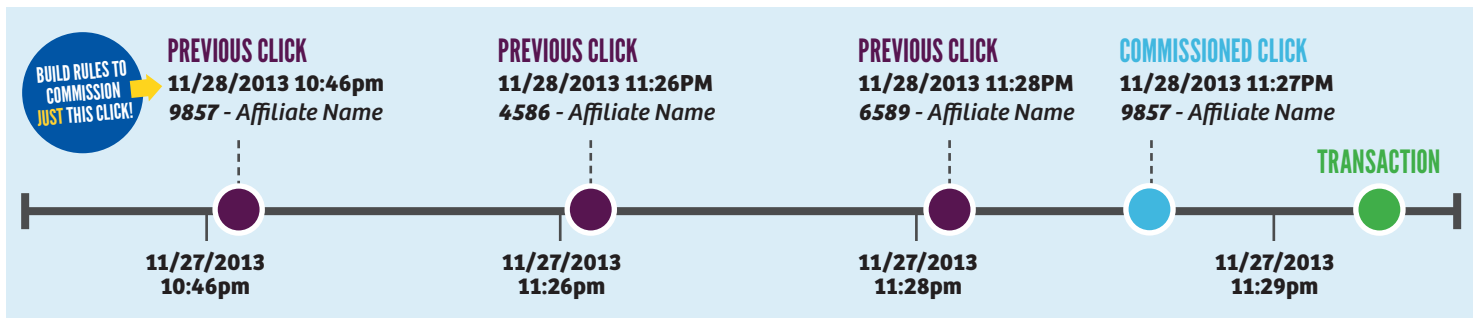 BUILD RULES TO
COMMISSION
JUST THIS CLICK!
PREVIOUS CLICK
11/28/2013 10:46pm
9857 - Affiliate Name
PREVIOUS CLICK
11/28/2013 11:26PM
4586 - Affiliate Name
PREVIOUS CLICK
11/28/2013 11:28PM
6589 - Affiliate Name
COMMISSIONED CLICK
11/28/2013 11:27PM
9857 - Affiliate Name
TRANSACTION
11/27/2013
10:46pm
11/27/2013
11:26pm
11/27/2013
11:28pm
11/27/2013
11:29pm